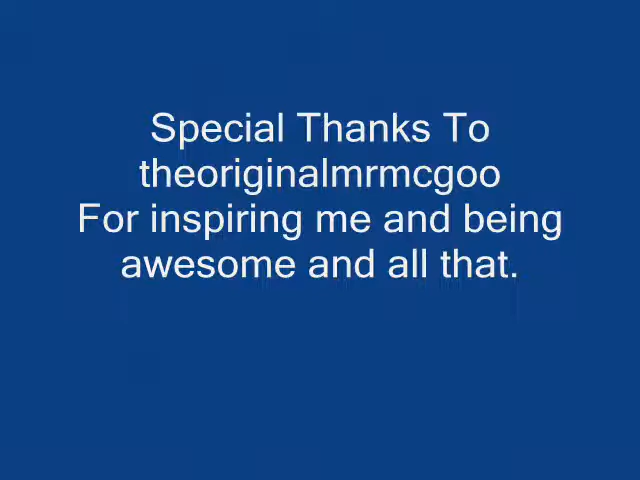 Special Thanks To
theoriginalmrmcgoo
For inspiring me and being
awesome and all that.